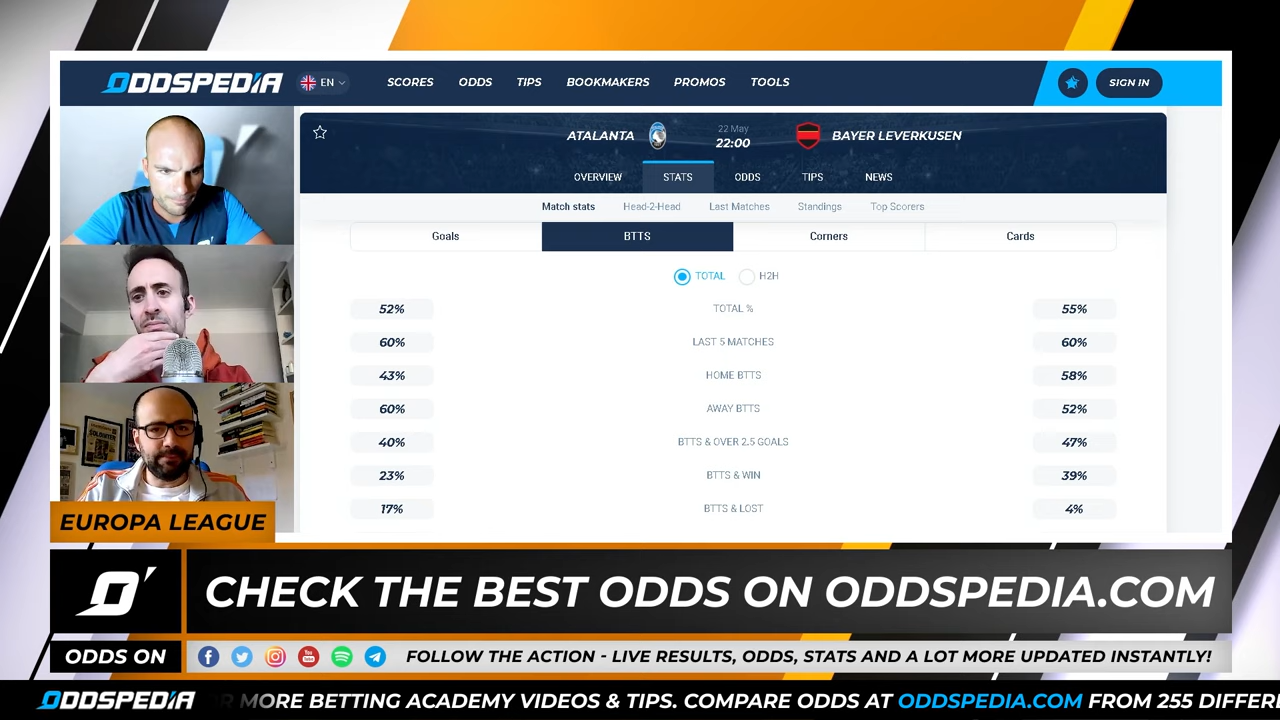 ODDSPEDIA EN SCORES ODDS TIPS BOOKMAKERS PROMOS TOOLS SIGN IN
ATALANTA 22 May 22:00 BAYER LEVERKUSEN
OVERVIEW STATS ODDS TIPS NEWS
Match stats Head-2-Head Last Matches Standings Top Scorers
Goals BTTS Corners Cards
TOTAL H2H
52% TOTAL % 55%
60% LAST 5 MATCHES 60%
43% HOME BTTS 58%
60% AWAY BTTS 52%
40% BTTS & OVER 2.5 GOALS 47%
23% BTTS & WIN 39%
17% BTTS & LOST 4%
EUROPA LEAGUE
O' CHECK THE BEST ODDS ON ODDSPEDIA.COM
ODDS ON FOLLOW THE ACTION - LIVE RESULTS, ODDS, STATS AND A LOT MORE UPDATED INSTANTLY!
ODDSPEDIA MORE BETTING ACADEMY VIDEOS & TIPS. COMPARE ODDS AT ODDSPEDIA.COM FROM 255 DIFFER